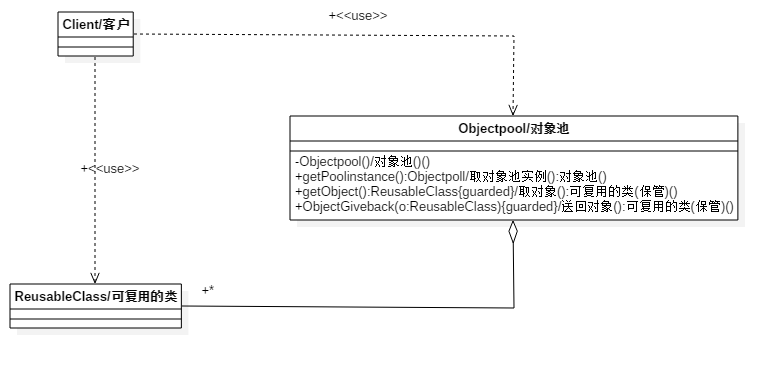 Client/客户
+<<use>>
Objectpool/对象池
-Objectpool()/对象池()()
+getPoolinstance():Objectpoll/取对象池实例():对象池()
+getObject():ReusableClass{guarded}/取对象():可复用的类(保管)()
+ObjectGiveback(o:ReusableClass){guarded}/送回对象():可复用的类(保管)()
+<<use>>
ReusableClass/可复用的类
+*